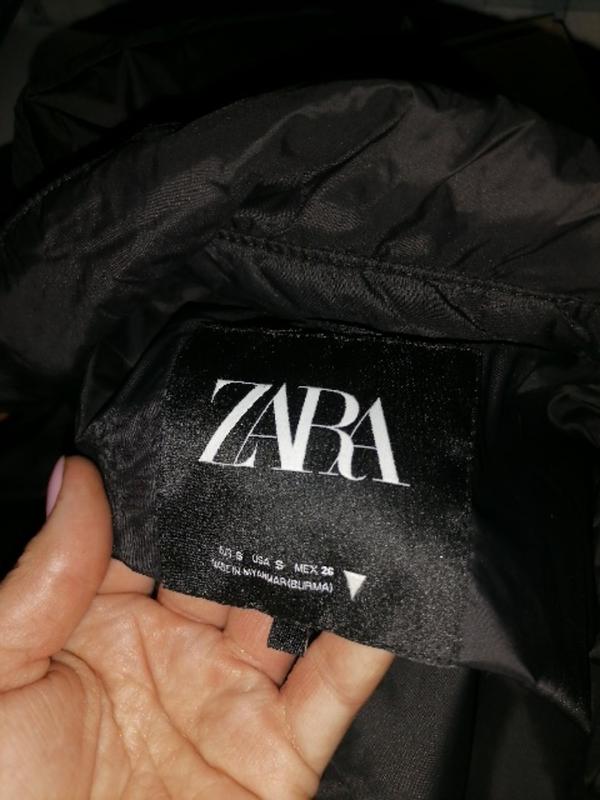 ZARA
EUR S USA S MEX 26
MADE IN MYANMAR(BURMA)